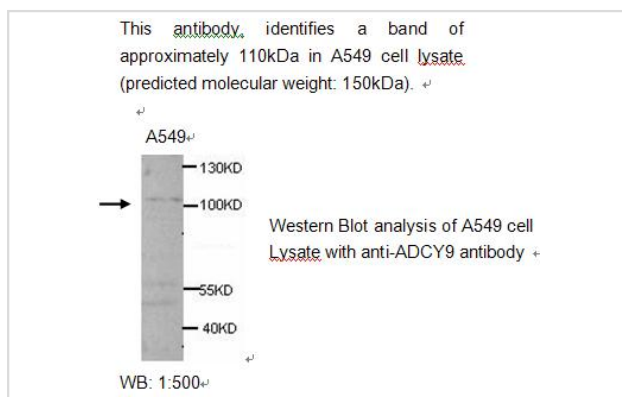 This antibody, identifies a band of
approximately 110kDa in A549 cell lysate
(predicted molecular weight: 150kDa).
A549
130KD
100KD
Western Blot analysis of A549 cell
Lysate with anti-ADCY9 antibody
55KD
40KD
WB: 1:500